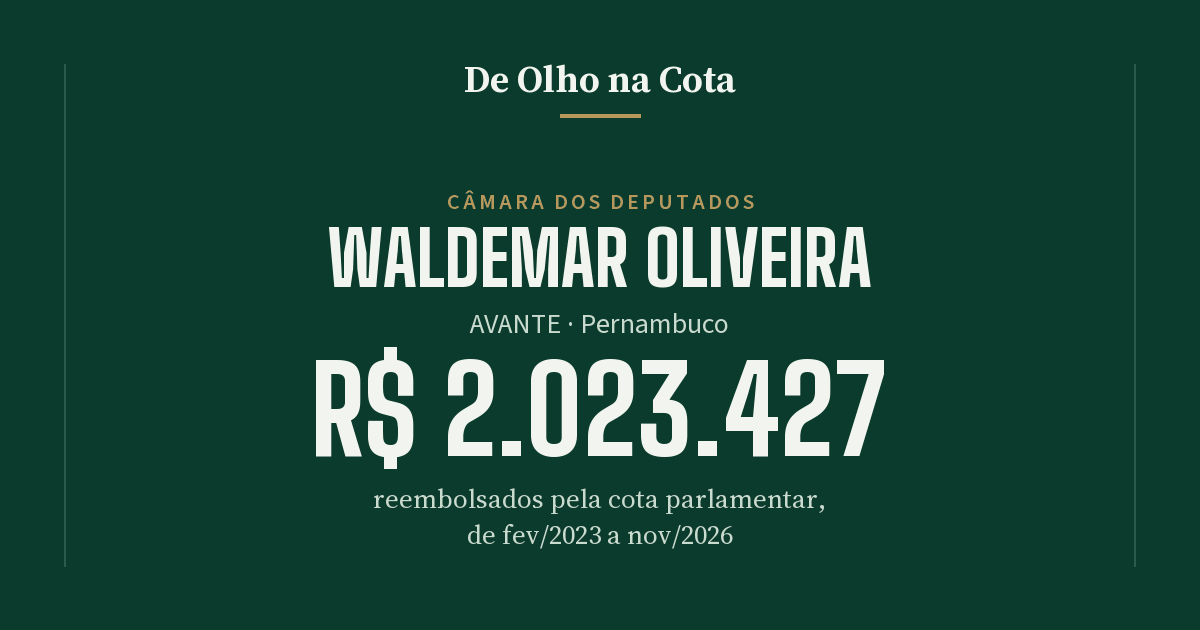 De Olho na Cota
CÂMARA DOS DEPUTADOS
WALDEMAR OLIVEIRA
AVANTE · Pernambuco
R$ 2.023.427
reembolsados pela cota parlamentar,
de fev/2023 a nov/2026